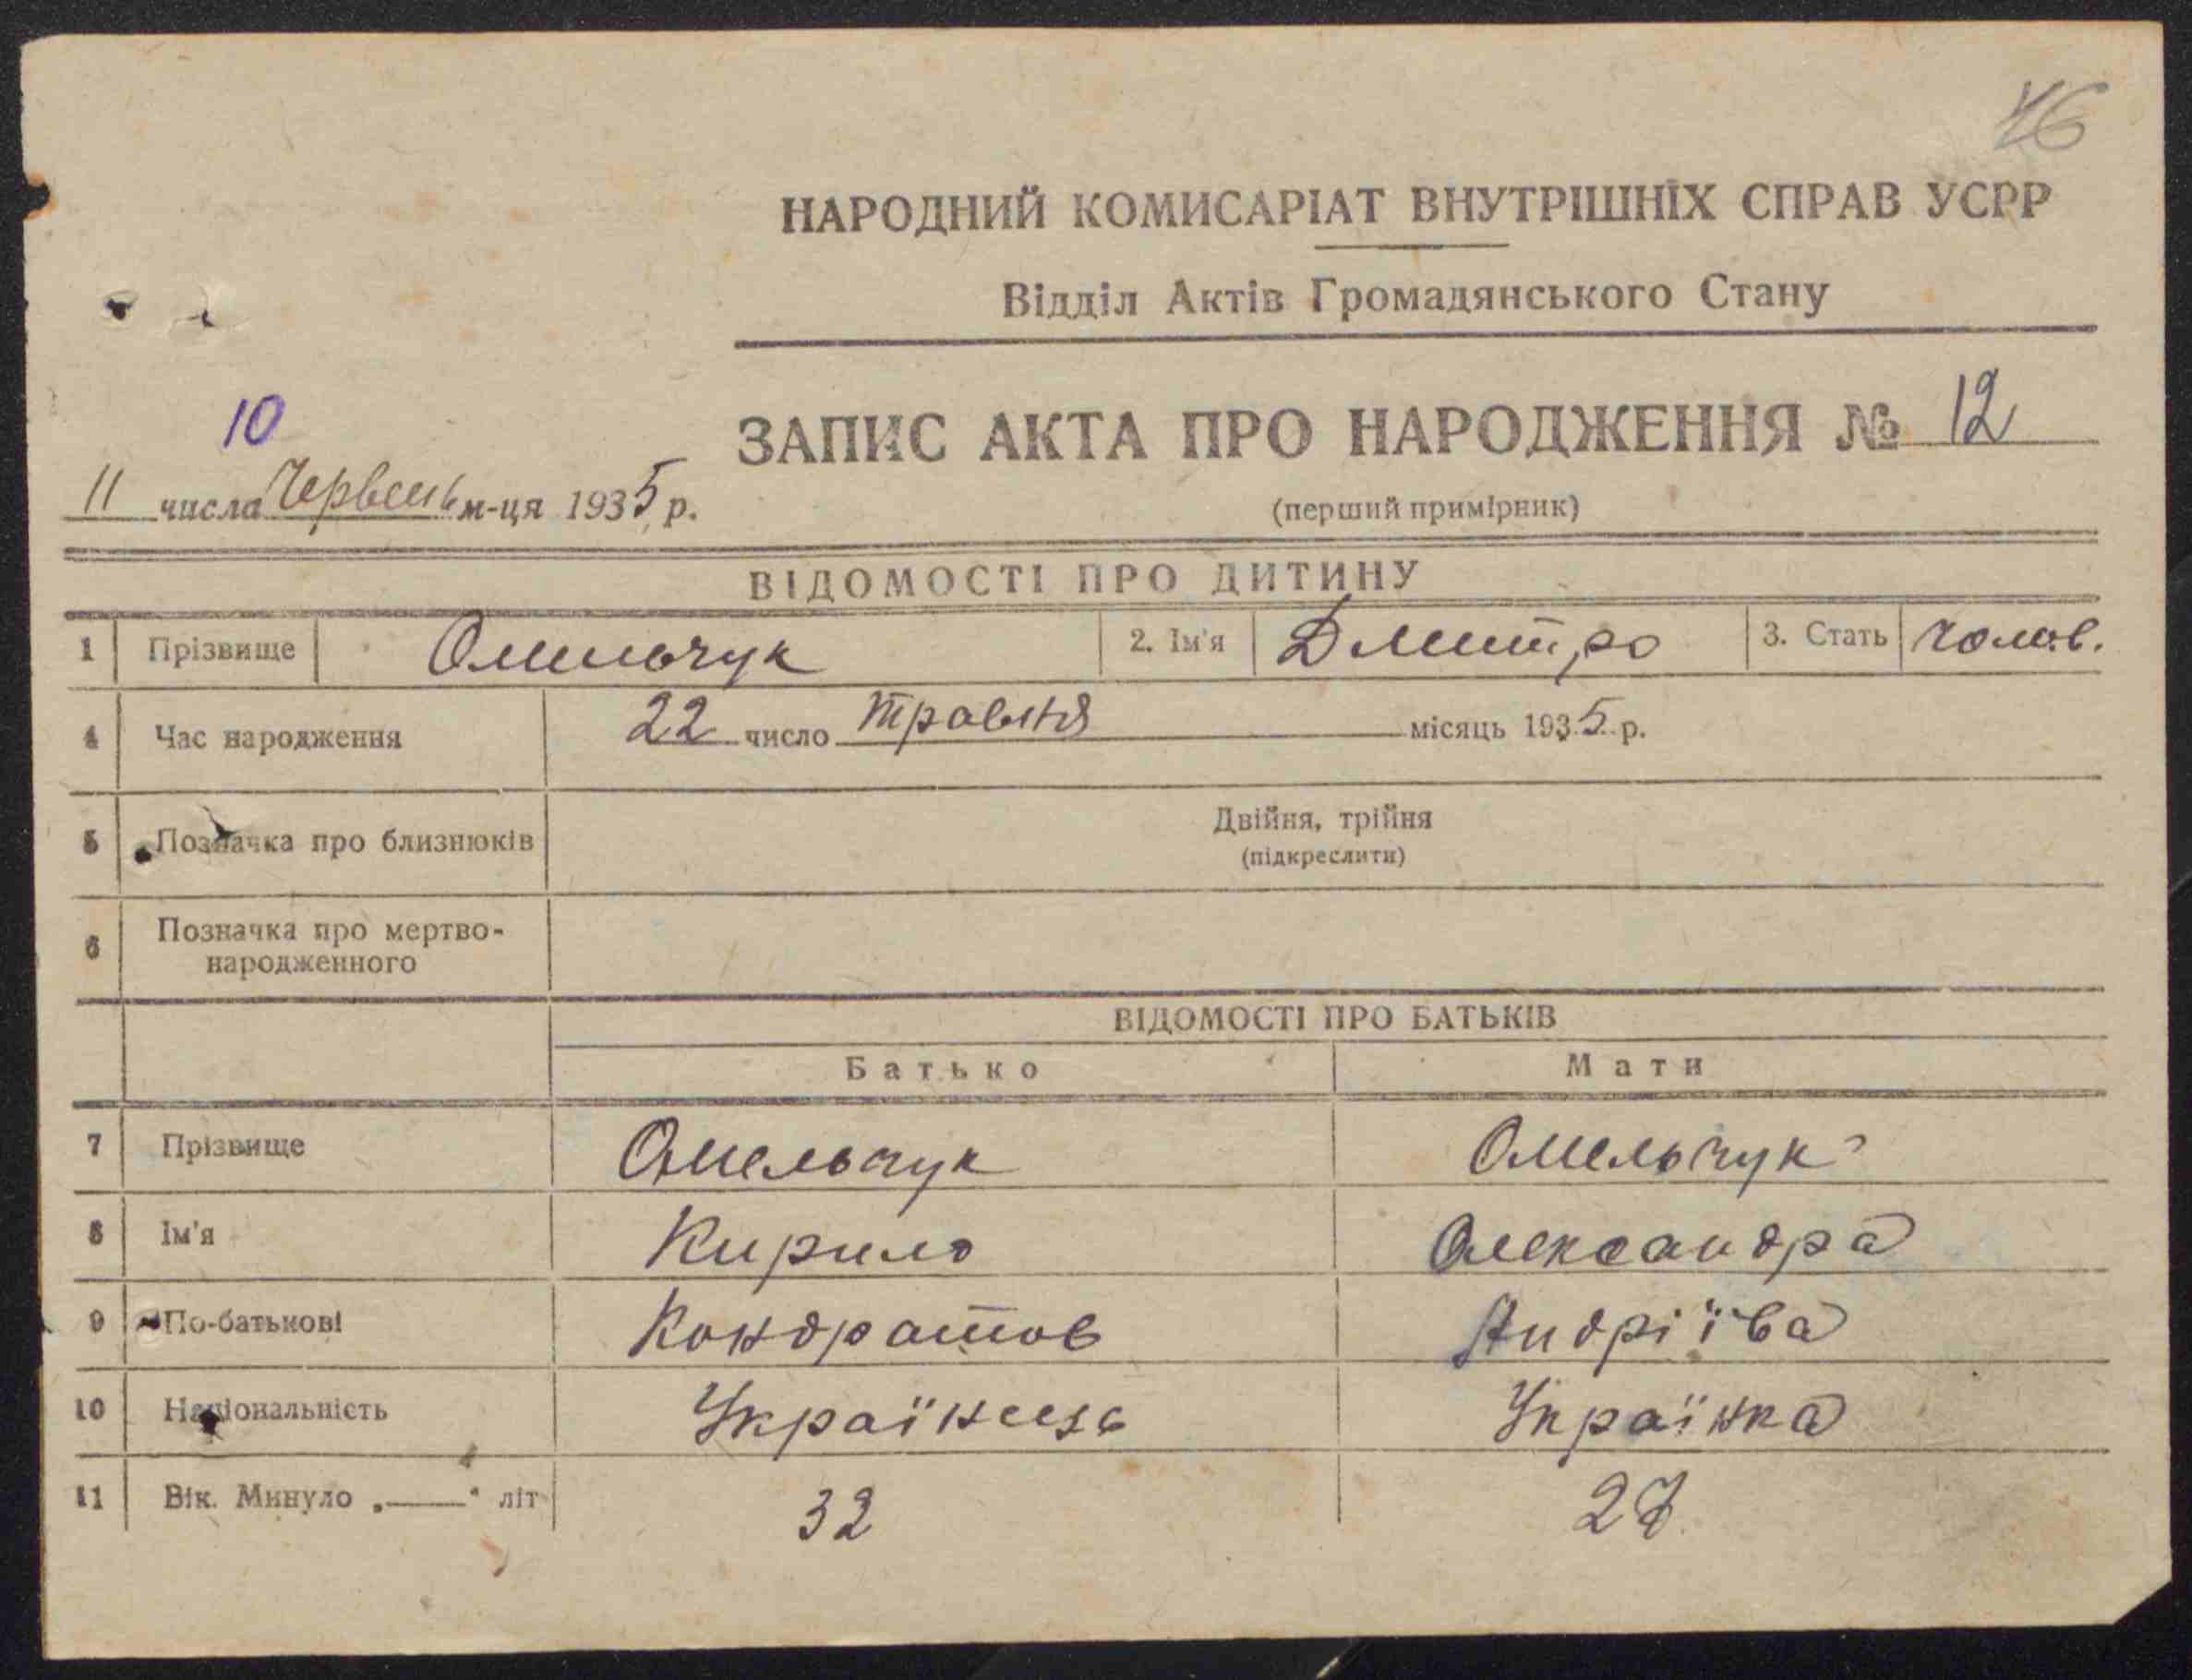 46
НАРОДНИЙ КОМИСАРІАТ ВНУТРІШНІХ СПРАВ УСРР
Відділ Актів Громадянського Стану
10
ЗАПИС АКТА ПРО НАРОДЖЕННЯ № 12
11 числа Червень м-ця 1935 р.
(перший примірник)
ВІДОМОСТІ ПРО ДИТИНУ
1 Прізвище Омельчук 2. Ім'я Дмитро 3. Стать чолов.
4 Час народження 22 число травня місяць 1935 р.
5 Позначка про близнюків Двійня, трійня
(підкреслити)
6 Позначка про мертво-
народженного
ВІДОМОСТІ ПРО БАТЬКІВ
Батько Мати
7 Прізвище Омельчук Омельчук
8 Ім'я Кирило Олександра
9 По-батькові Кондратов Андріїва
10 Національність Українець Українка
11 Вік. Минуло „——“ літ 32